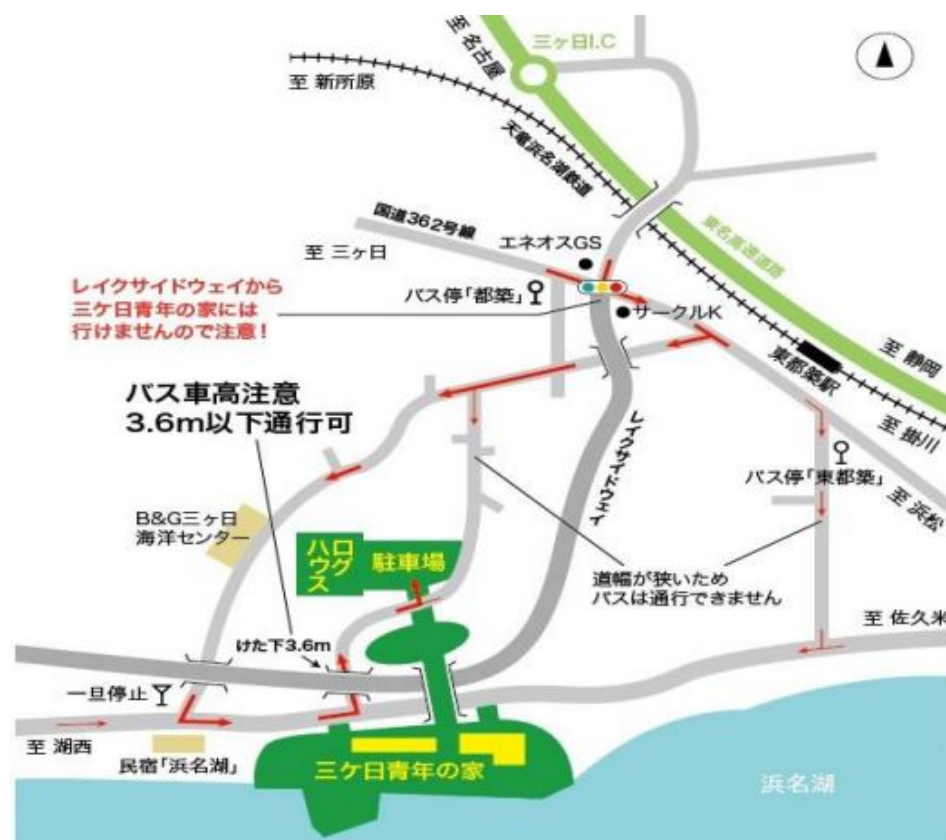 至 名古屋
三ヶ日I.C
至 新所原
天竜浜名湖鉄道
国道362号線
エネオスGS
至 三ヶ日
東名高速道路
レイクサイドウェイから
三ケ日青年の家には
行けませんので注意！
バス停「都築」
サークルK
東都築駅
至 静岡
至 掛川
バス車高注意
3.6m以下通行可
レイクサイドウェイ
バス停「東都築」
至 浜松
B&G三ヶ日
海洋センター
ログ
ハウス
駐車場
道幅が狭いため
バスは通行できません
至 佐久米
けた下3.6m
一旦停止
至 湖西
民宿「浜名湖」
三ケ日青年の家
浜名湖